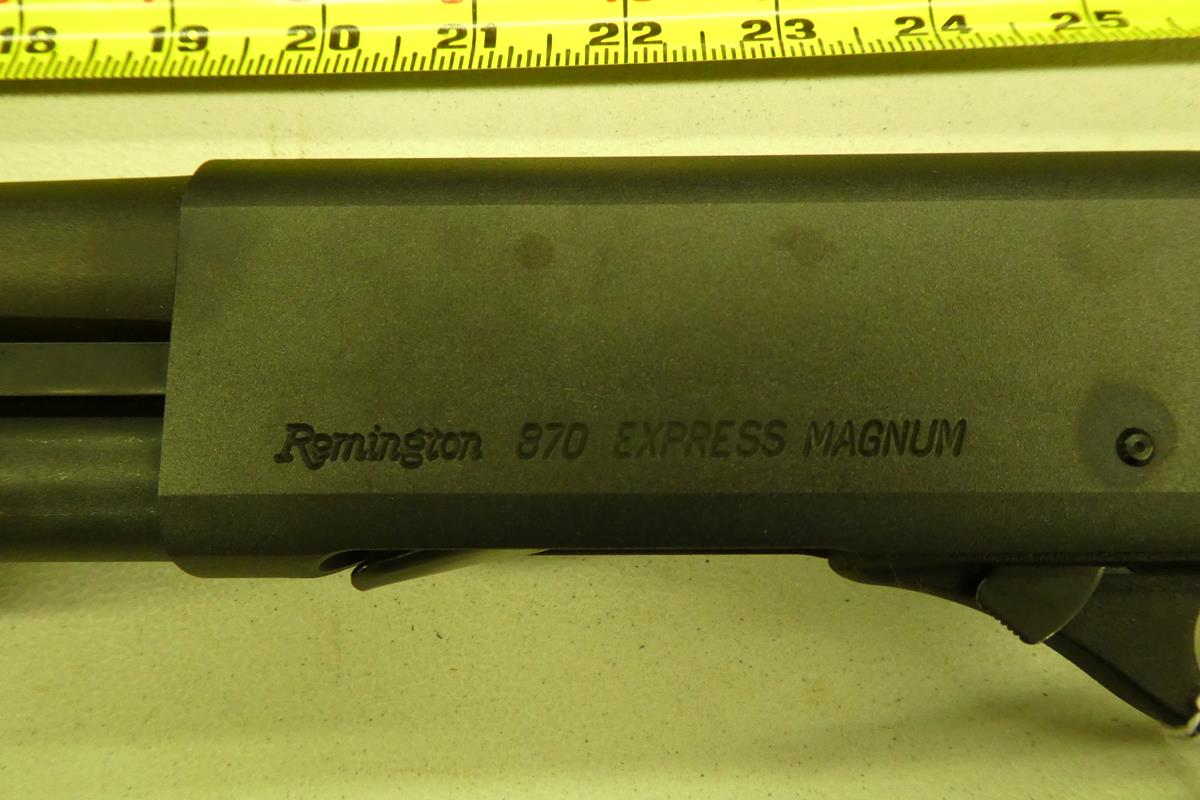 18 19 20 21 22 23 24 25
Remington 870 EXPRESS MAGNUM